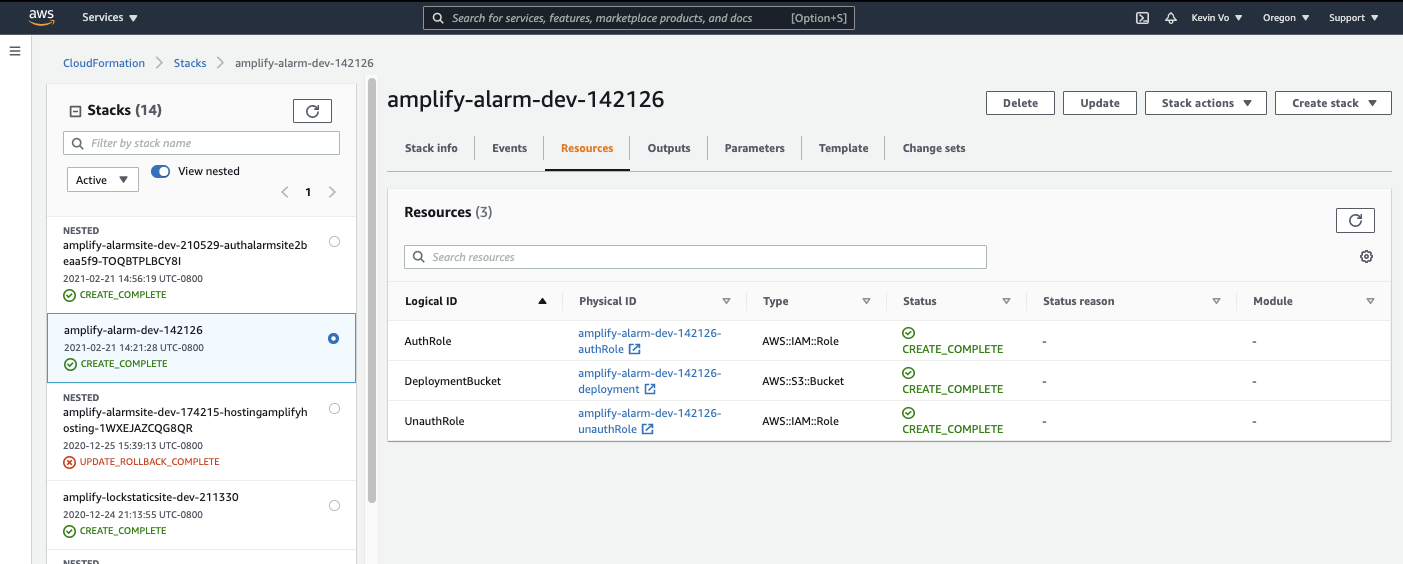 aws
Services
Search for services, features, marketplace products, and docs
[Option+S]
Kevin Vo
Oregon
Support
CloudFormation
Stacks
amplify-alarm-dev-142126
Stacks (14)
Filter by stack name
Active
View nested
1
NESTED
amplify-alarmsite-dev-210529-authalarmsite2b
eaa5f9-TOQBTPLBCY8I
2021-02-21 14:56:19 UTC-0800
CREATE_COMPLETE
amplify-alarm-dev-142126
2021-02-21 14:21:28 UTC-0800
CREATE_COMPLETE
NESTED
amplify-alarmsite-dev-174215-hostingamplifyh
osting-1WXEJAZCQG8QR
2020-12-25 15:39:13 UTC-0800
UPDATE_ROLLBACK_COMPLETE
amplify-lockstaticsite-dev-211330
2020-12-24 21:13:55 UTC-0800
CREATE_COMPLETE
NESTED
amplify-alarm-dev-142126
Delete
Update
Stack actions
Create stack
Stack info
Events
Resources
Outputs
Parameters
Template
Change sets
Resources (3)
Search resources
Logical ID
Physical ID
Type
Status
Status reason
Module
AuthRole
amplify-alarm-dev-142126-
authRole
AWS::IAM::Role
CREATE_COMPLETE
-
-
DeploymentBucket
amplify-alarm-dev-142126-
deployment
AWS::S3::Bucket
CREATE_COMPLETE
-
-
UnauthRole
amplify-alarm-dev-142126-
unauthRole
AWS::IAM::Role
CREATE_COMPLETE
-
-